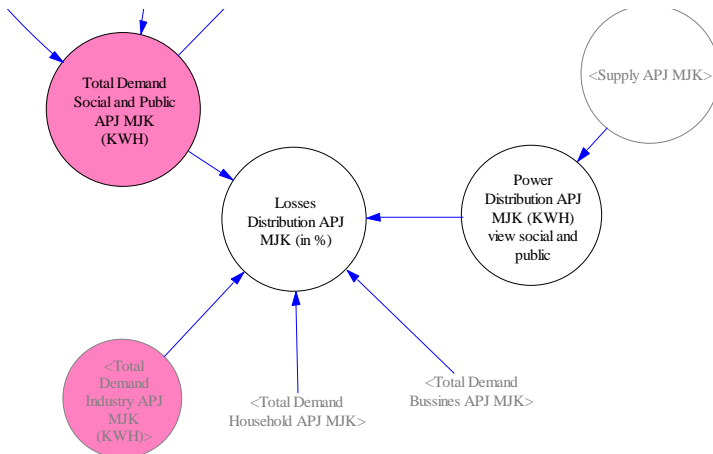 Total Demand
Social and Public
APJ MJK
(KWH)
<Supply APJ MJK>
Losses
Distribution APJ
MJK (in %)
Power
Distribution APJ
MJK (KWH)
view social and
public
<Total
Demand
Industry APJ
MJK
(KWH)>
<Total Demand
Household APJ MJK>
<Total Demand
Bussines APJ MJK>